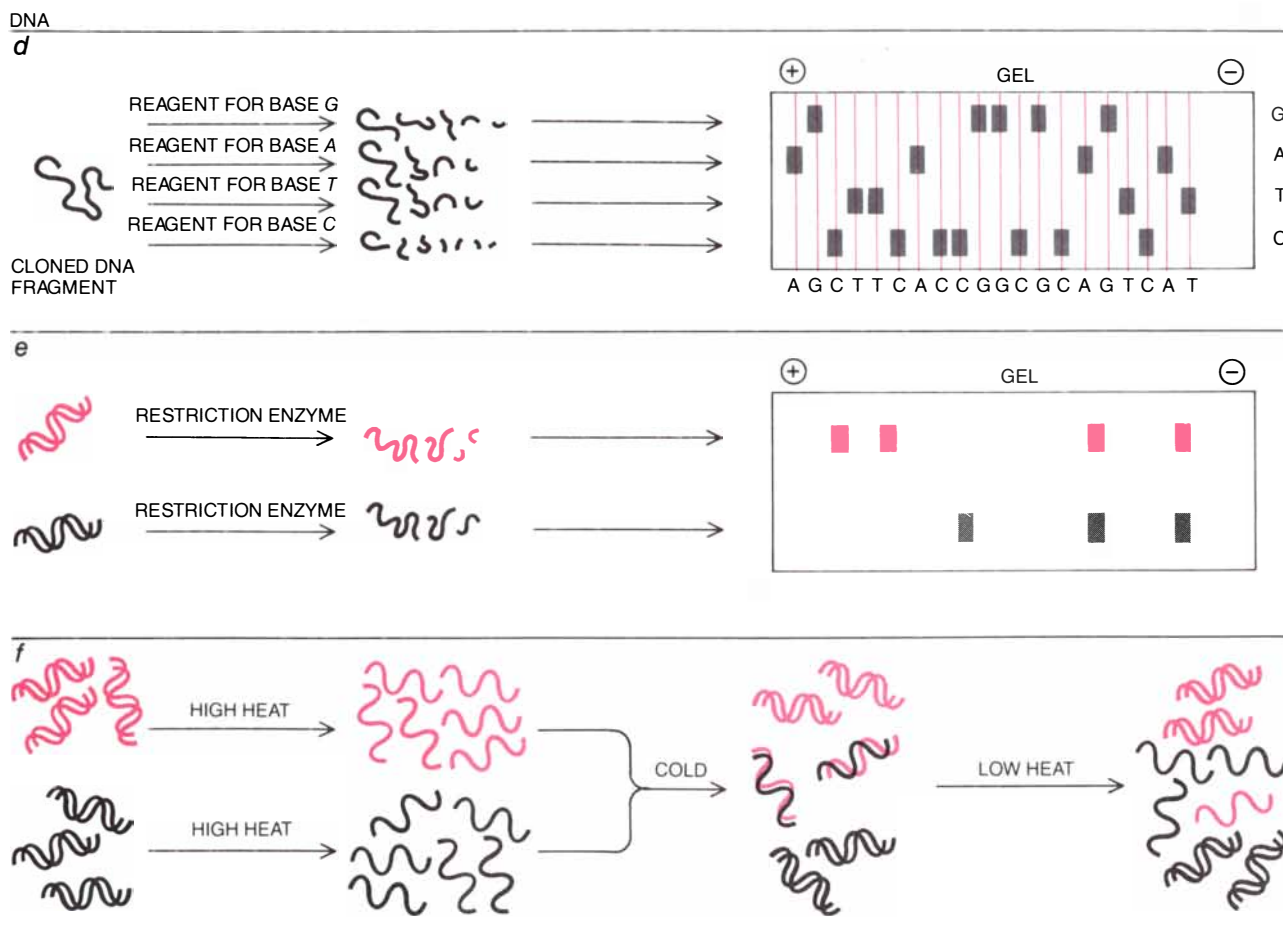 DNA
d
REAGENT FOR BASE G
REAGENT FOR BASE A
REAGENT FOR BASE T
REAGENT FOR BASE C
CLONED DNA
FRAGMENT
+ GEL −
G
A
T
C
A G C T T C A C C G G C G C A G T C A T
e
RESTRICTION ENZYME
RESTRICTION ENZYME
+ GEL −
f
HIGH HEAT
HIGH HEAT
COLD
LOW HEAT